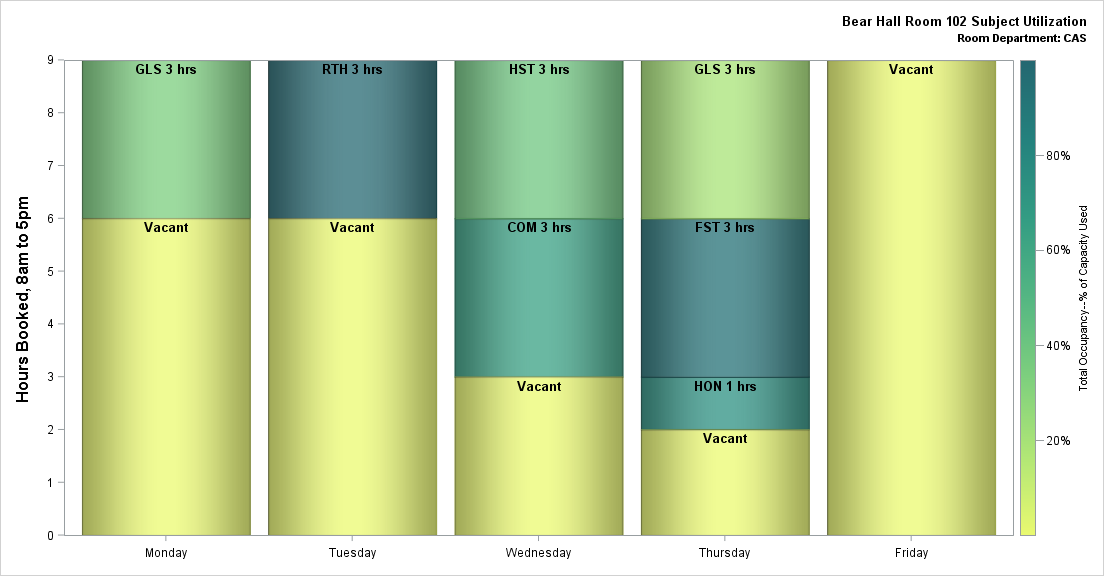 Bear Hall Room 102 Subject Utilization
Room Department: CAS
Hours Booked, 8am to 5pm
9
8
7
6
5
4
3
2
1
0
GLS 3 hrs
Vacant
RTH 3 hrs
Vacant
HST 3 hrs
COM 3 hrs
Vacant
GLS 3 hrs
FST 3 hrs
HON 1 hrs
Vacant
Vacant
Monday
Tuesday
Wednesday
Thursday
Friday
80%
60%
40%
20%
Total Occupancy--% of Capacity Used